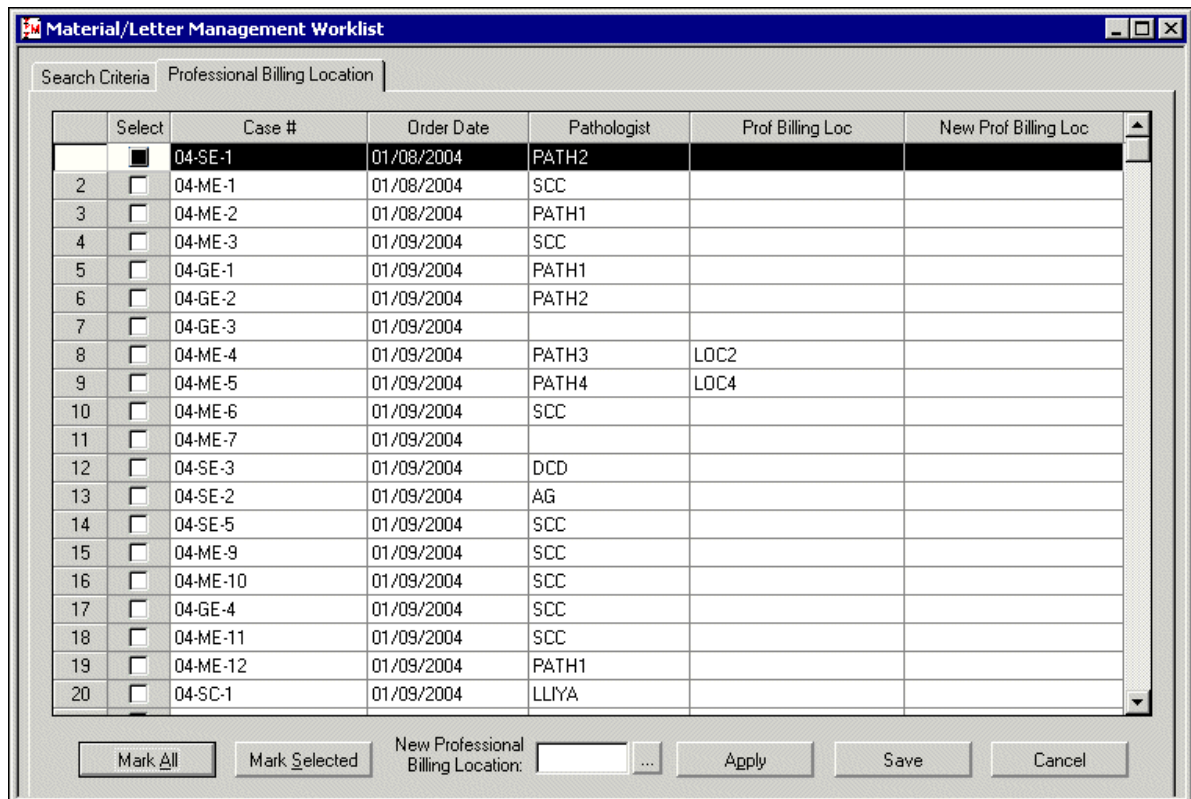 Material/Letter Management Worklist
Search Criteria Professional Billing Location
Select Case # Order Date Pathologist Prof Billing Loc New Prof Billing Loc
04-SE-1 01/08/2004 PATH2
2 04-ME-1 01/08/2004 SCC
3 04-ME-2 01/08/2004 PATH1
4 04-ME-3 01/09/2004 SCC
5 04-GE-1 01/09/2004 PATH1
6 04-GE-2 01/09/2004 PATH2
7 04-GE-3 01/09/2004
8 04-ME-4 01/09/2004 PATH3 LOC2
9 04-ME-5 01/09/2004 PATH4 LOC4
10 04-ME-6 01/09/2004 SCC
11 04-ME-7 01/09/2004
12 04-SE-3 01/09/2004 DCD
13 04-SE-2 01/09/2004 AG
14 04-SE-5 01/09/2004 SCC
15 04-ME-9 01/09/2004 SCC
16 04-ME-10 01/09/2004 SCC
17 04-GE-4 01/09/2004 SCC
18 04-ME-11 01/09/2004 SCC
19 04-ME-12 01/09/2004 PATH1
20 04-SC-1 01/09/2004 LLIYA
Mark All Mark Selected New Professional Billing Location: ... Apply Save Cancel